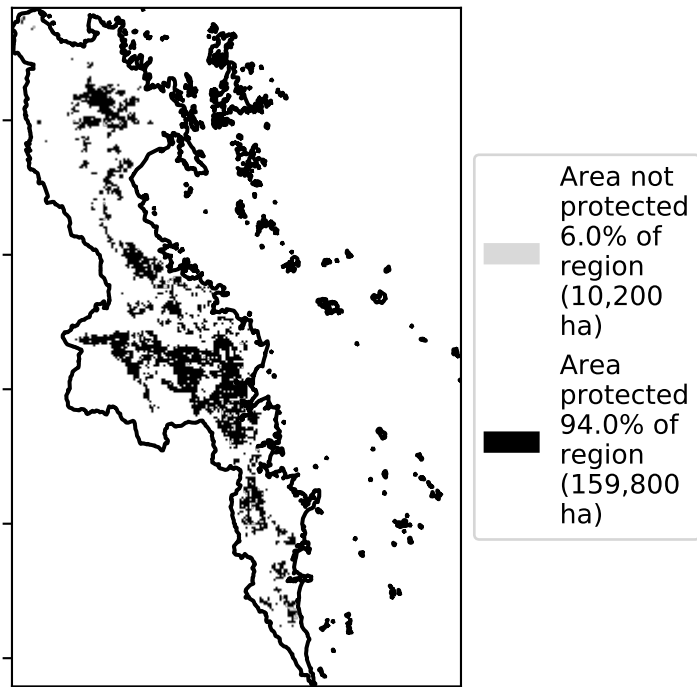 Area not
protected
6.0% of
region
(10,200
ha)
Area
protected
94.0% of
region
(159,800
ha)